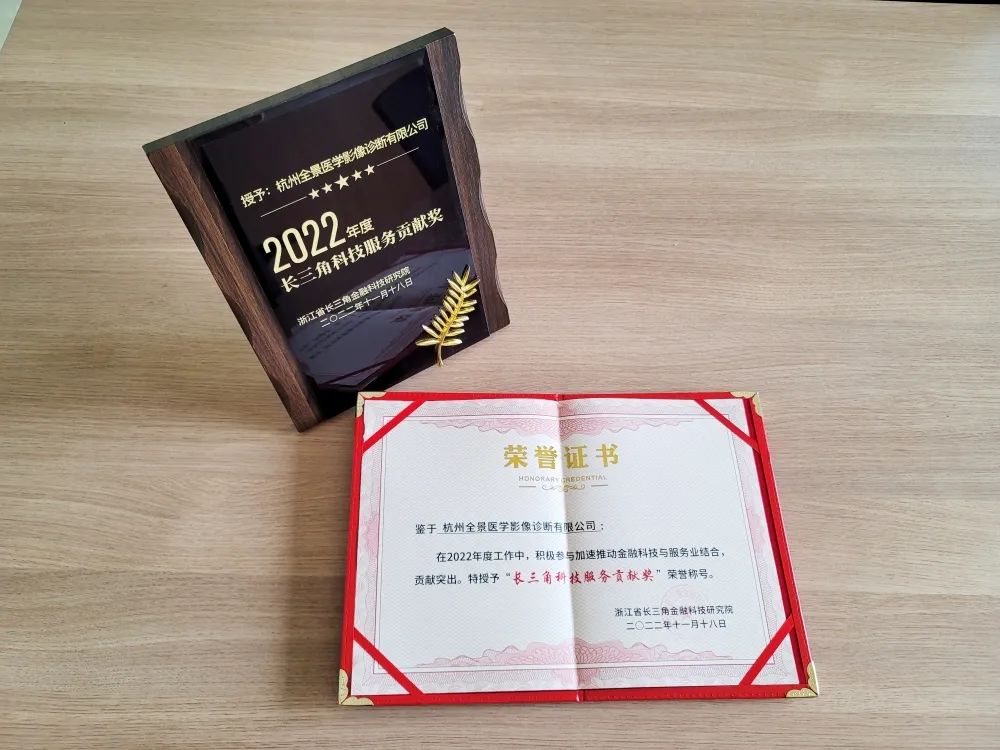 授予：杭州全景医学影像诊断有限公司
2022年度
长三角科技服务贡献奖
浙江省长三角金融科技研究院
二〇二二年十一月十八日
荣誉证书
HONORARY CREDENTIAL
鉴于 杭州全景医学影像诊断有限公司：
在2022年度工作中，积极参与加速推动金融科技与服务业结合，
贡献突出。特授予“长三角科技服务贡献奖”荣誉称号。
浙江省长三角金融科技研究院
二〇二二年十一月十八日